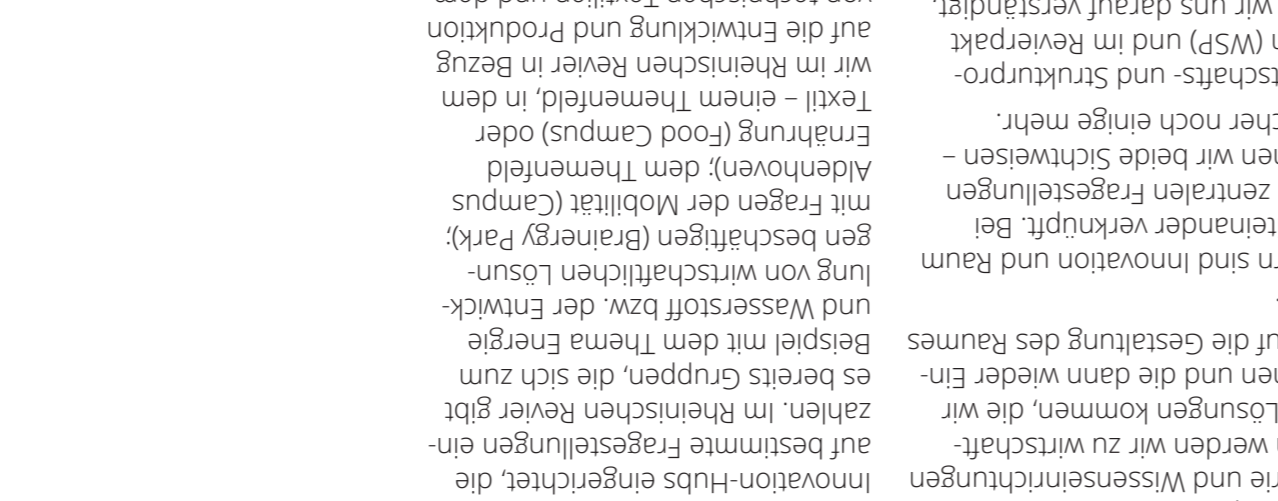 rie und Wissenseinrichtungen
n werden wir zu wirtschaft-
Lösungen kommen, die wir
nen und die dann wieder Ein-
uf die Gestaltung des Raumes
.
rn sind Innovation und Raum
teinander verknüpft. Bei
zentralen Fragestellungen
nen wir beide Sichtweisen –
cher noch einige mehr.
tschafts- und Strukturpro-
n (WSP) und im Revierpakt
wir uns darauf verständigt,
Innovation-Hubs eingerichtet, die
auf bestimmte Fragestellungen ein-
zahlen. Im Rheinischen Revier gibt
es bereits Gruppen, die sich zum
Beispiel mit dem Thema Energie
und Wasserstoff bzw. der Entwick-
lung von wirtschaftlichen Lösun-
gen beschäftigen (Brainergy Park);
mit Fragen der Mobilität (Campus
Aldenhoven); dem Themenfeld
Ernährung (Food Campus) oder
Textil – einem Themenfeld, in dem
wir im Rheinischen Revier in Bezug
auf die Entwicklung und Produktion
von technischen Textilien und dem